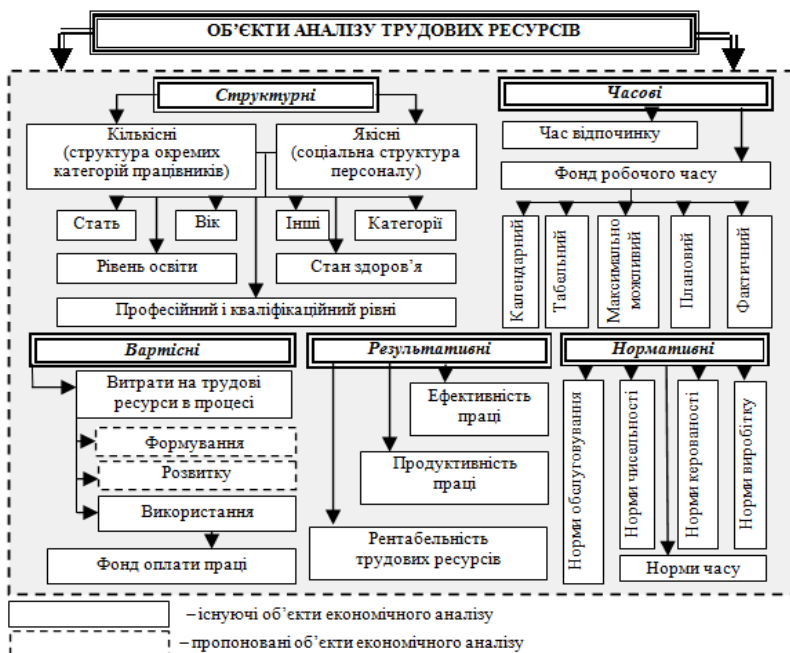 ОБ’ЄКТИ АНАЛІЗУ ТРУДОВИХ РЕСУРСІВ
Структурні
Кількісні
(структура окремих
категорій працівників)
Якісні
(соціальна структура
персоналу)
Стать
Вік
Інші
Категорії
Рівень освіти
Стан здоров’я
Професійний і кваліфікаційний рівні
Часові
Час відпочинку
Фонд робочого часу
Календарний
Табельний
Максимально
можливий
Плановий
Фактичний
Вартісні
Витрати на трудові
ресурси в процесі
Формування
Розвитку
Використання
Фонд оплати праці
Результативні
Ефективність
праці
Продуктивність
праці
Рентабельність
трудових ресурсів
Нормативні
Норми обслуговування
Норми чисельності
Норми керованості
Норми виробітку
Норми часу
– існуючі об’єкти економічного аналізу
– пропоновані об’єкти економічного аналізу